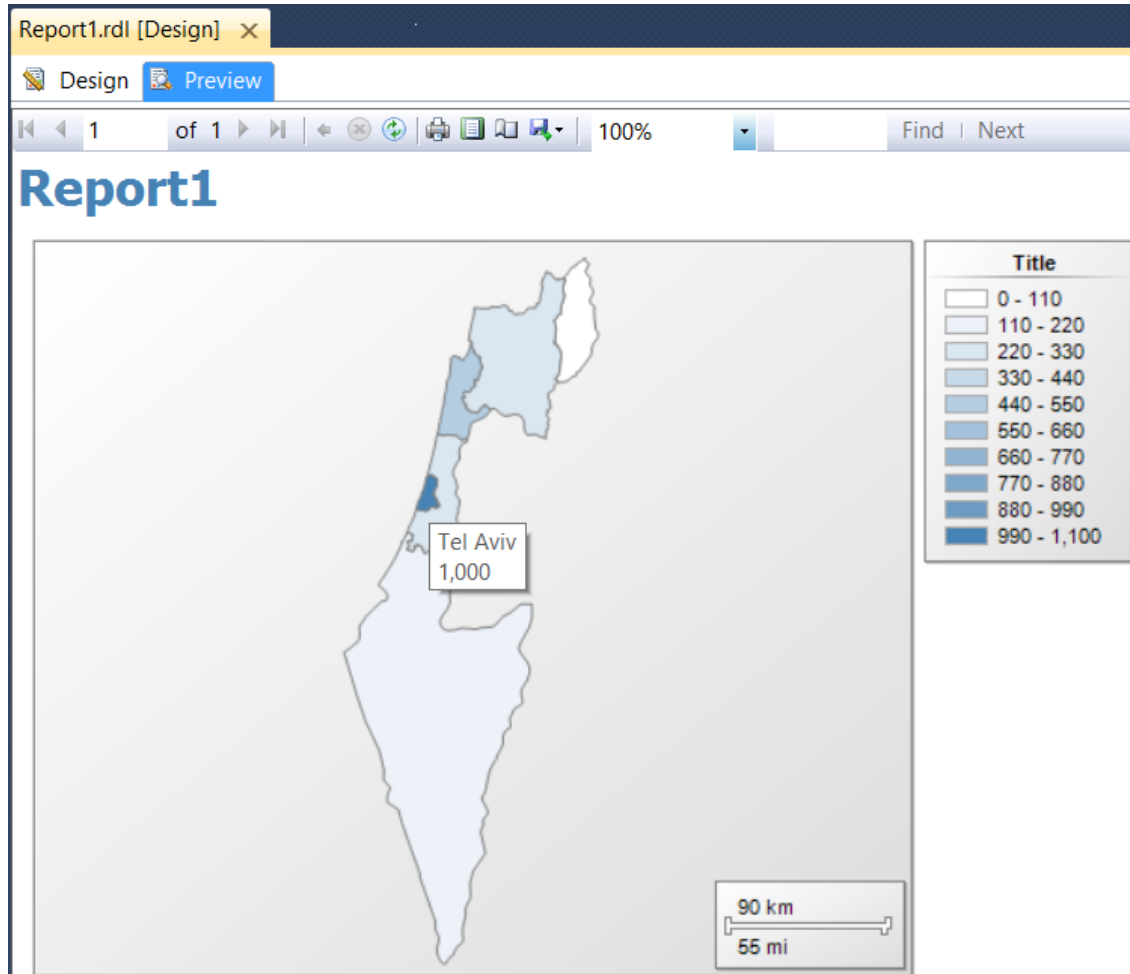 Report1.rdl [Design]
Design Preview
1 of 1 100% Find Next
Report1
Title
0 - 110
110 - 220
220 - 330
330 - 440
440 - 550
550 - 660
660 - 770
770 - 880
880 - 990
990 - 1,100
Tel Aviv
1,000
90 km
55 mi